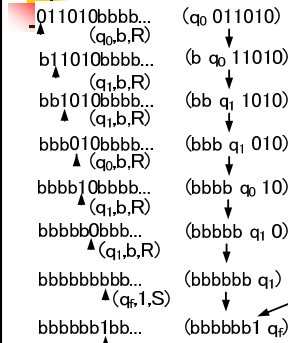 011010bbbb... (q₀ 011010)
(q₀,b,R)
b11010bbbb... (b q₀ 11010)
(q₁,b,R)
bb1010bbbb... (bb q₁ 1010)
(q₁,b,R)
bbb010bbbb... (bbb q₁ 010)
(q₀,b,R)
bbbb10bbbb... (bbbb q₀ 10)
(q₁,b,R)
bbbbb0bbb... (bbbbb q₁ 0)
(q₁,b,R)
bbbbbbbbbb... (bbbbbb q₁)
(qf,1,S)
bbbbbb1bb... (bbbbbb1 qf)